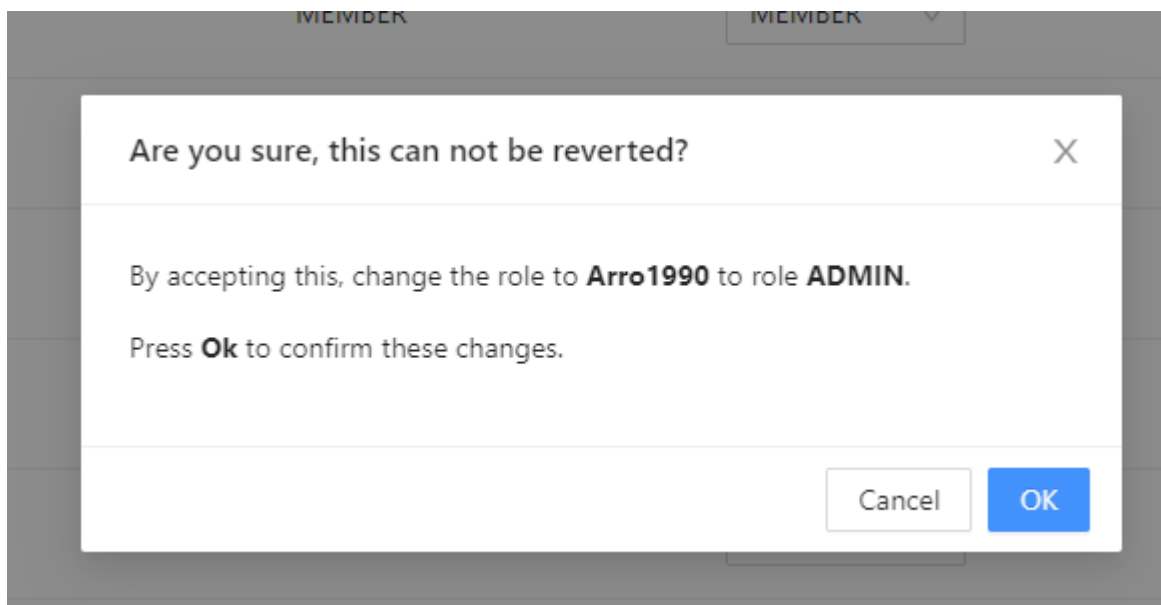 MEMBER MEMBER
Are you sure, this can not be reverted? X
By accepting this, change the role to Arro1990 to role ADMIN.
Press Ok to confirm these changes.
Cancel OK